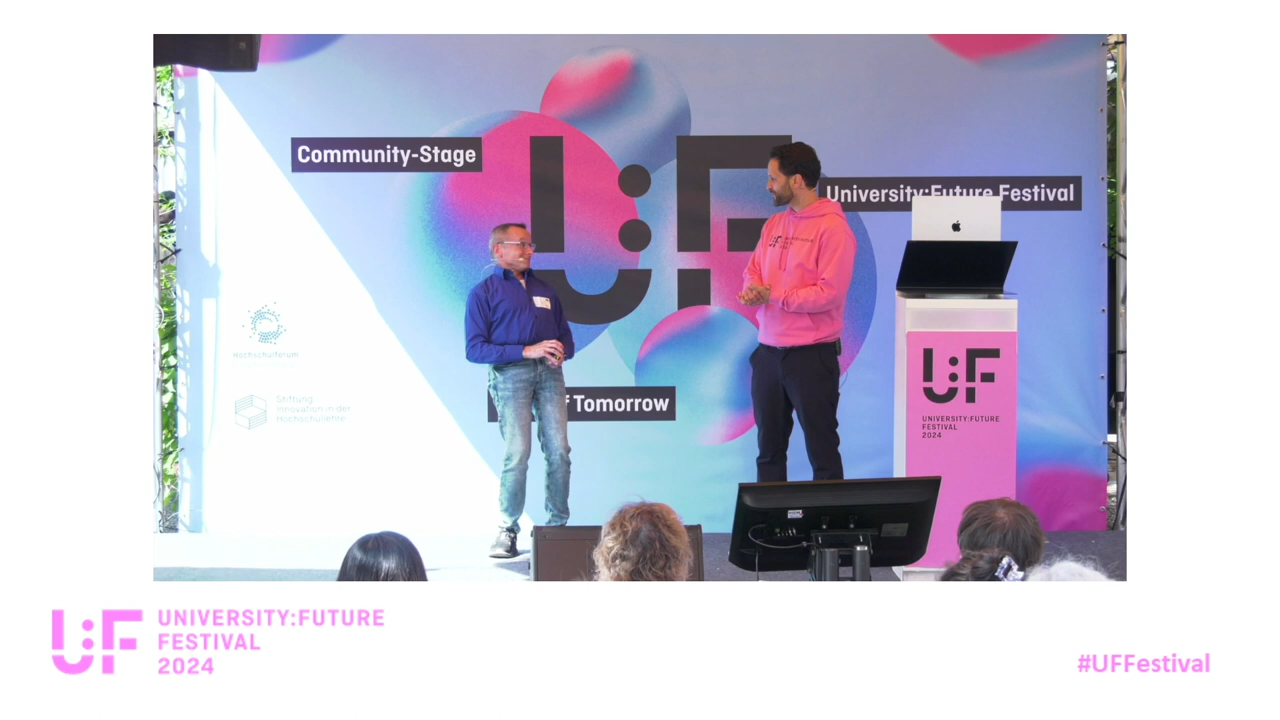 Community-Stage
U:F
University:Future Festival
Hochschulforum
Stiftung
Innovation in der
Hochschullehre
f Tomorrow
U:F
UNIVERSITY:FUTURE
FESTIVAL
2024
U:F
UNIVERSITY:FUTURE
FESTIVAL
2024
#UFFestival